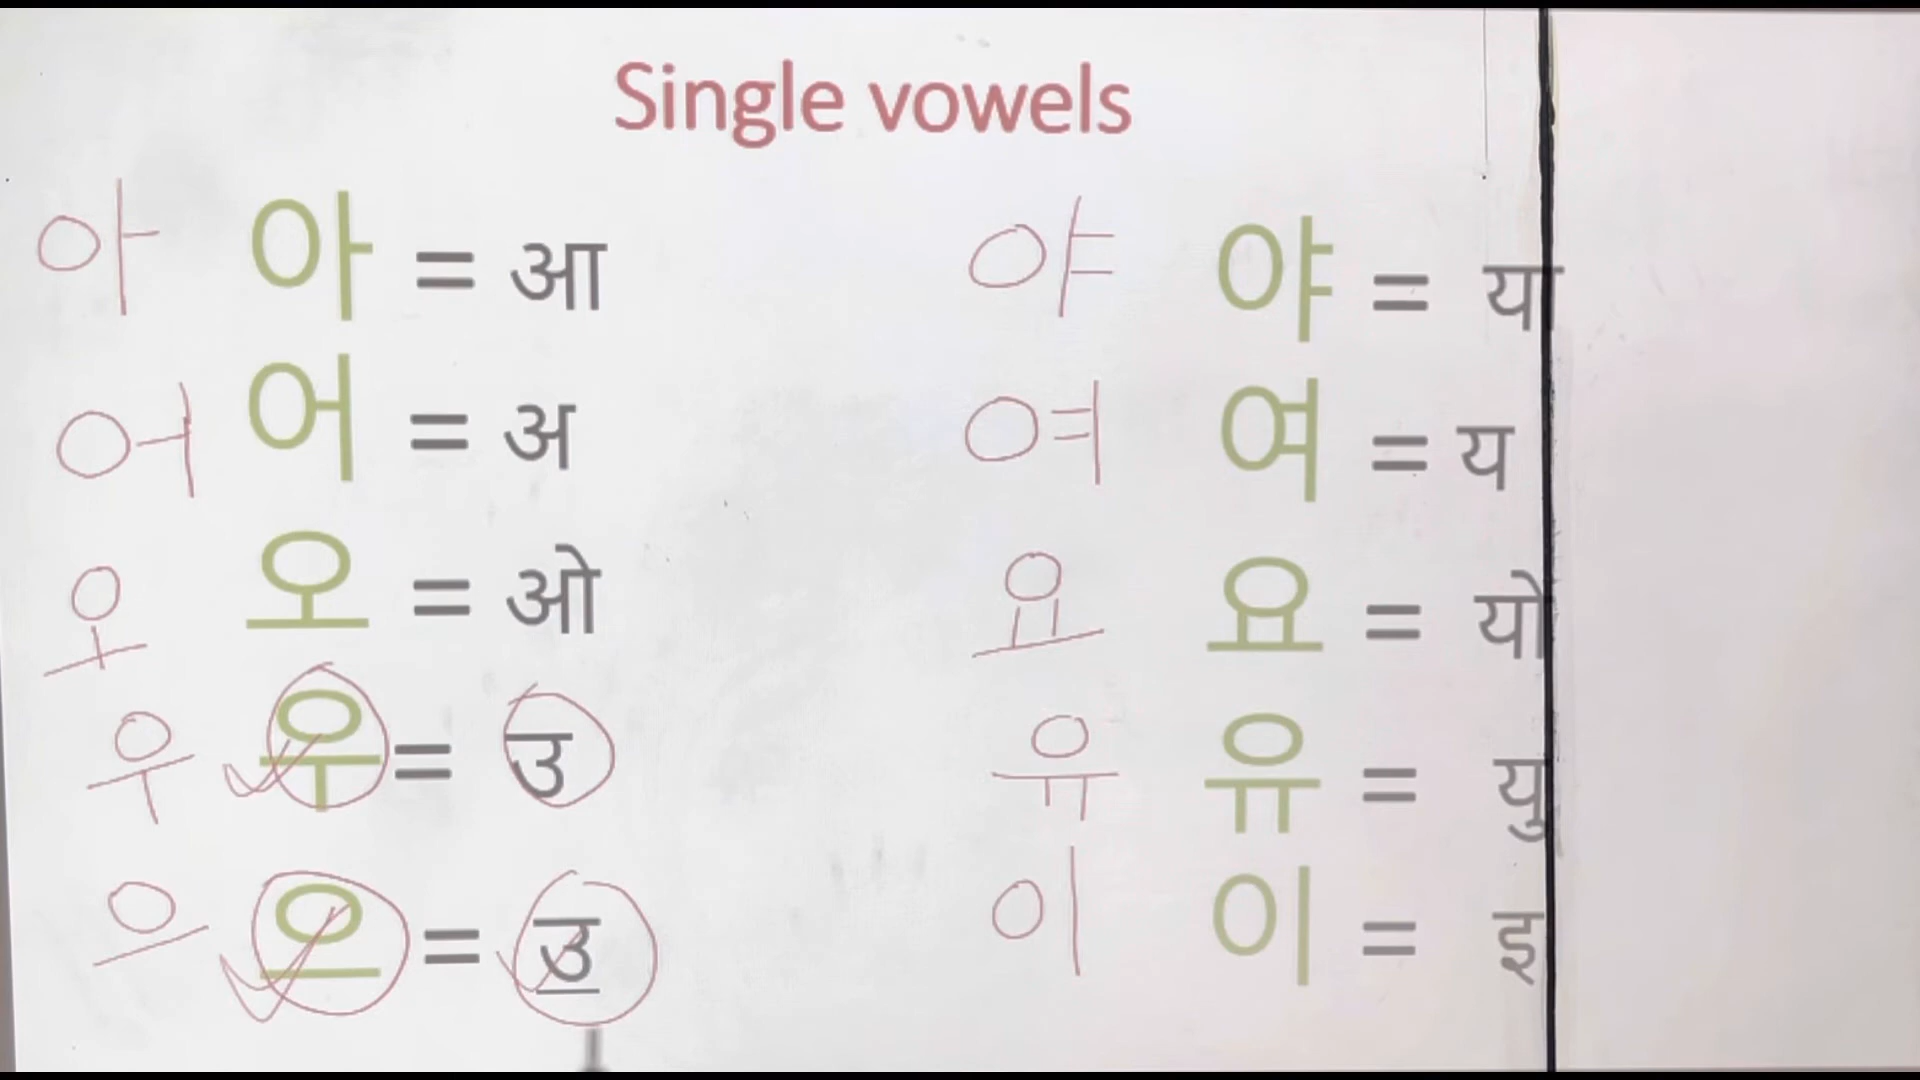 Single vowels
아 아 = आ 야 야 = या
어 어 = अ 여 여 = य
오 오 = ओ 요 요 = यो
우 우 = उ 유 유 = यु
으 으 = उ 이 이 = इ